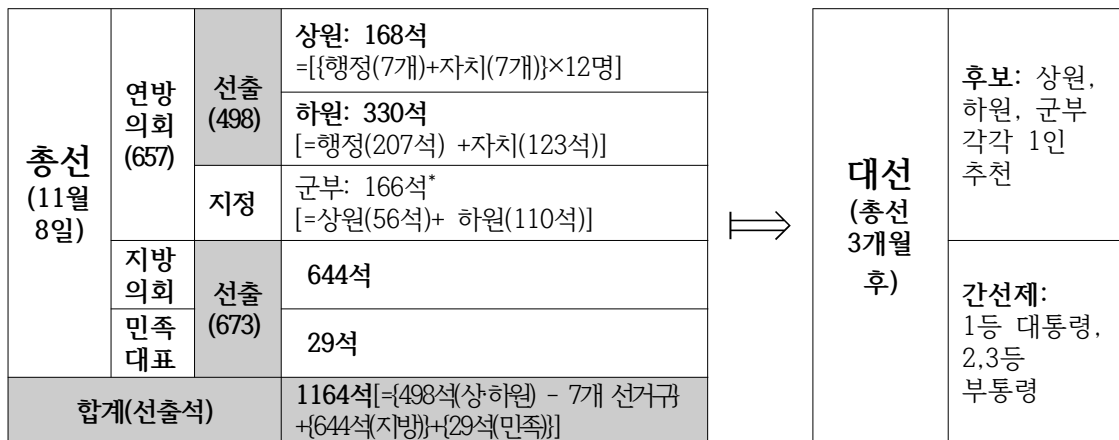 총선
(11월
8일)
연방
의회
(657)
선출
(498)
상원: 168석
=[{행정(7개)+자치(7개)}×12명]
하원: 330석
[=행정(207석) +자치(123석)]
지정
군부: 166석*
[=상원(56석)+ 하원(110석)]
지방
의회
선출
(673)
644석
민족
대표
29석
합계(선출석)
1164석[={498석(상·하원) - 7개 선거구}
+{644석(지방)}+{29석(민족)}]
⟹
대선
(총선
3개월
후)
후보: 상원,
하원, 군부
각각 1인
추천
간선제:
1등 대통령,
2,3등
부통령